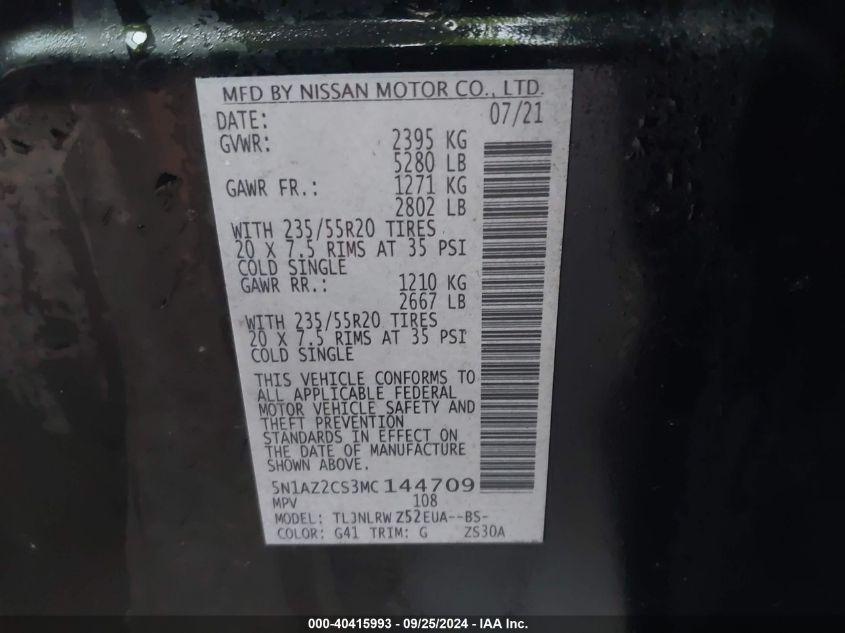 MFD BY NISSAN MOTOR CO., LTD.
DATE: 07/21
GVWR: 2395 KG
5280 LB
GAWR FR.: 1271 KG
2802 LB
WITH 235/55R20 TIRES
20 X 7.5 RIMS AT 35 PSI
COLD SINGLE
GAWR RR.: 1210 KG
2667 LB
WITH 235/55R20 TIRES
20 X 7.5 RIMS AT 35 PSI
COLD SINGLE
THIS VEHICLE CONFORMS TO
ALL APPLICABLE FEDERAL
MOTOR VEHICLE SAFETY AND
THEFT PREVENTION
STANDARDS IN EFFECT ON
THE DATE OF MANUFACTURE
SHOWN ABOVE.
5N1AZ2CS3MC144709
MPV 108
MODEL: TLJNLRW Z52EUA--BS-
COLOR: G41 TRIM: G ZS30A
000-40415993 - 09/25/2024 - IAA Inc.